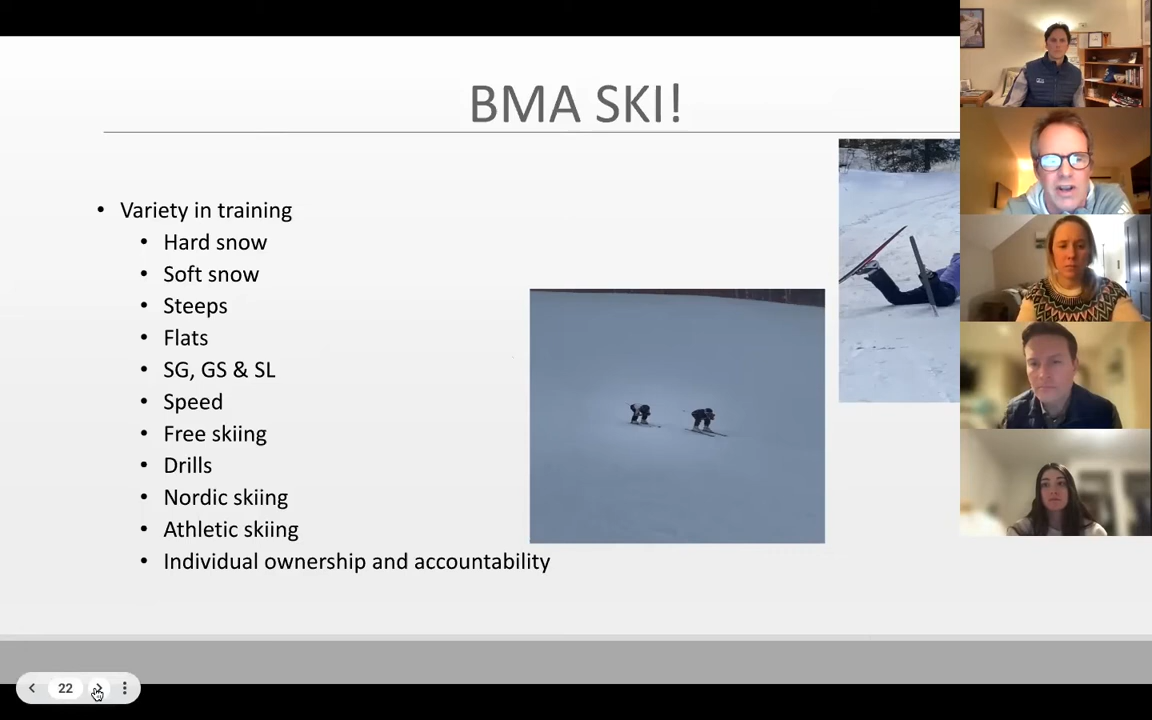 BMA SKI!
Variety in training
Hard snow
Soft snow
Steeps
Flats
SG, GS & SL
Speed
Free skiing
Drills
Nordic skiing
Athletic skiing
Individual ownership and accountability
22